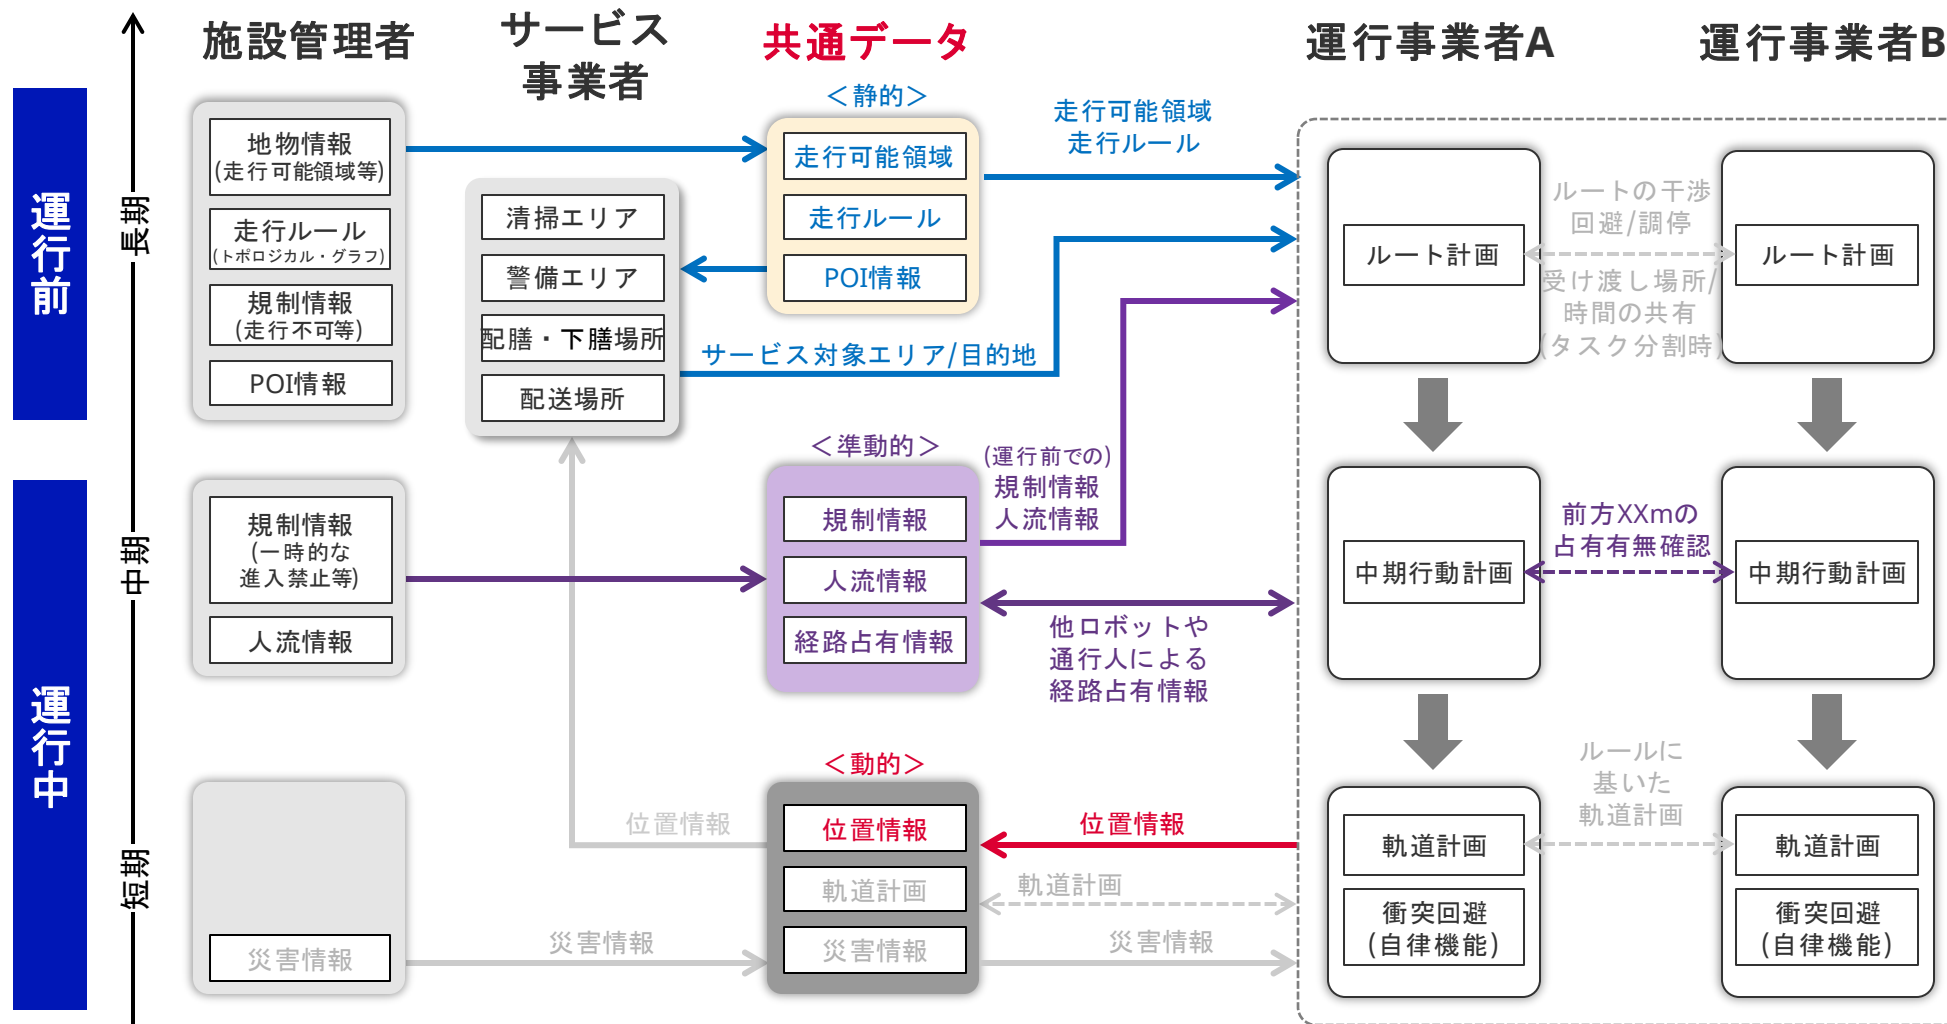 施設管理者
サービス
事業者
共通データ
運行事業者A
運行事業者B
運行前
運行中
長期
中期
短期
地物情報
(走行可能領域等)
走行ルール
(トポロジカル・グラフ)
規制情報
(走行不可等)
POI情報
清掃エリア
警備エリア
配膳・下膳場所
配送場所
＜静的＞
走行可能領域
走行ルール
POI情報
走行可能領域
走行ルール
サービス対象エリア/目的地
ルート計画
ルートの干渉
回避/調停
受け渡し場所/
時間の共有
(タスク分割時)
ルート計画
規制情報
(一時的な
進入禁止等)
人流情報
＜準動的＞
規制情報
人流情報
経路占有情報
(運行前での)
規制情報
人流情報
他ロボットや
通行人による
経路占有情報
中期行動計画
前方XXmの
占有有無確認
中期行動計画
災害情報
災害情報
位置情報
＜動的＞
位置情報
軌道計画
災害情報
位置情報
軌道計画
災害情報
軌道計画
衝突回避
(自律機能)
ルールに
基いた
軌道計画
軌道計画
衝突回避
(自律機能)